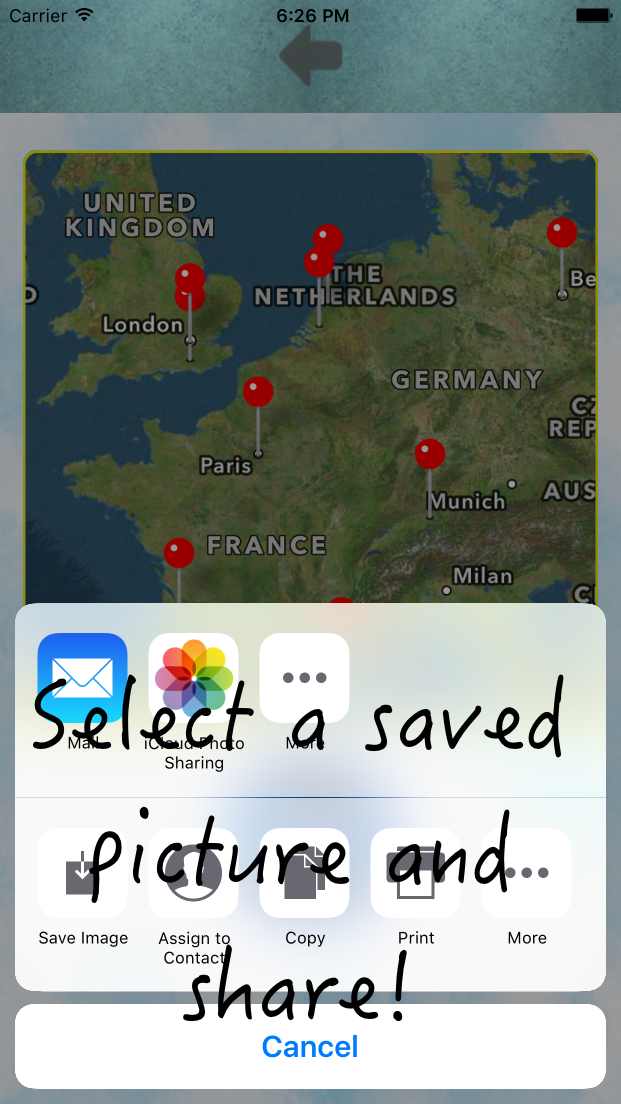 Carrier 6:26 PM
UNITED
KINGDOM
D
THE
NETHERLANDS
Be
London
GERMANY
CZ
REP
Paris
Munich
AUS
FRANCE
Milan
C
Mail
iCloud Photo
Sharing
More
Select a saved
picture and
share!
Save Image
Assign to
Contact
Copy
Print
More
Cancel